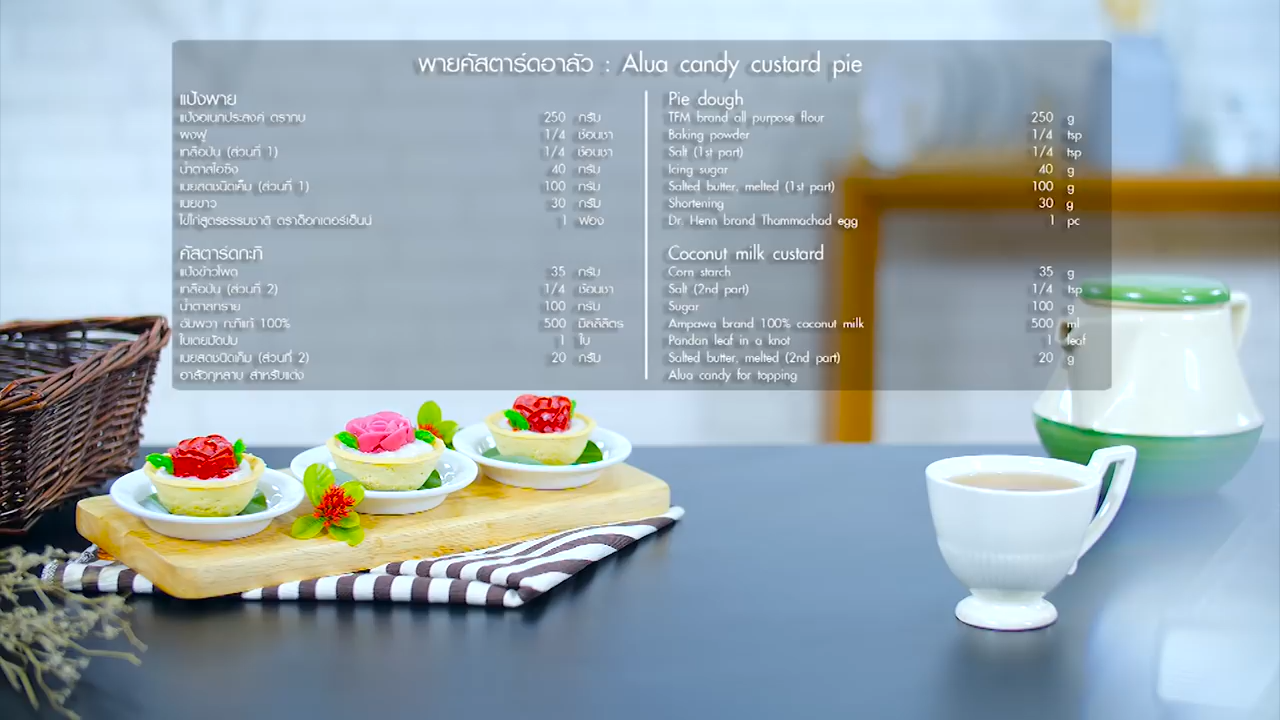 พายคัสตาร์ดอาลัว : Alua candy custard pie
แป้งพาย
แป้งอเนกประสงค์ ตรากบ 250 กรัม
ผงฟู 1/4 ช้อนชา
เกลือป่น (ส่วนที่ 1) 1/4 ช้อนชา
น้ำตาลไอซิง 40 กรัม
เนยสดชนิดเค็ม (ส่วนที่ 1) 100 กรัม
เนยขาว 30 กรัม
ไข่ไก่สูตรธรรมชาติ ตราด็อกเตอร์เฮ็นน์ 1 ฟอง
คัสตาร์ดกะทิ
แป้งข้าวโพด 35 กรัม
เกลือป่น (ส่วนที่ 2) 1/4 ช้อนชา
น้ำตาลทราย 100 กรัม
อัมพวา กะทิแท้ 100% 500 มิลลิลิตร
ใบเตยมัดปม 1 ใบ
เนยสดชนิดเค็ม (ส่วนที่ 2) 20 กรัม
อาลัวกุหลาบ สำหรับแต่ง
Pie dough
TFM brand all purpose flour 250 g
Baking powder 1/4 tsp
Salt (1st part) 1/4 tsp
Icing sugar 40 g
Salted butter, melted (1st part) 100 g
Shortening 30 g
Dr. Henn brand Thammachad egg 1 pc
Coconut milk custard
Corn starch 35 g
Salt (2nd part) 1/4 tsp
Sugar 100 g
Ampawa brand 100% coconut milk 500 ml
Pandan leaf in a knot 1 leaf
Salted butter, melted (2nd part) 20 g
Alua candy for topping